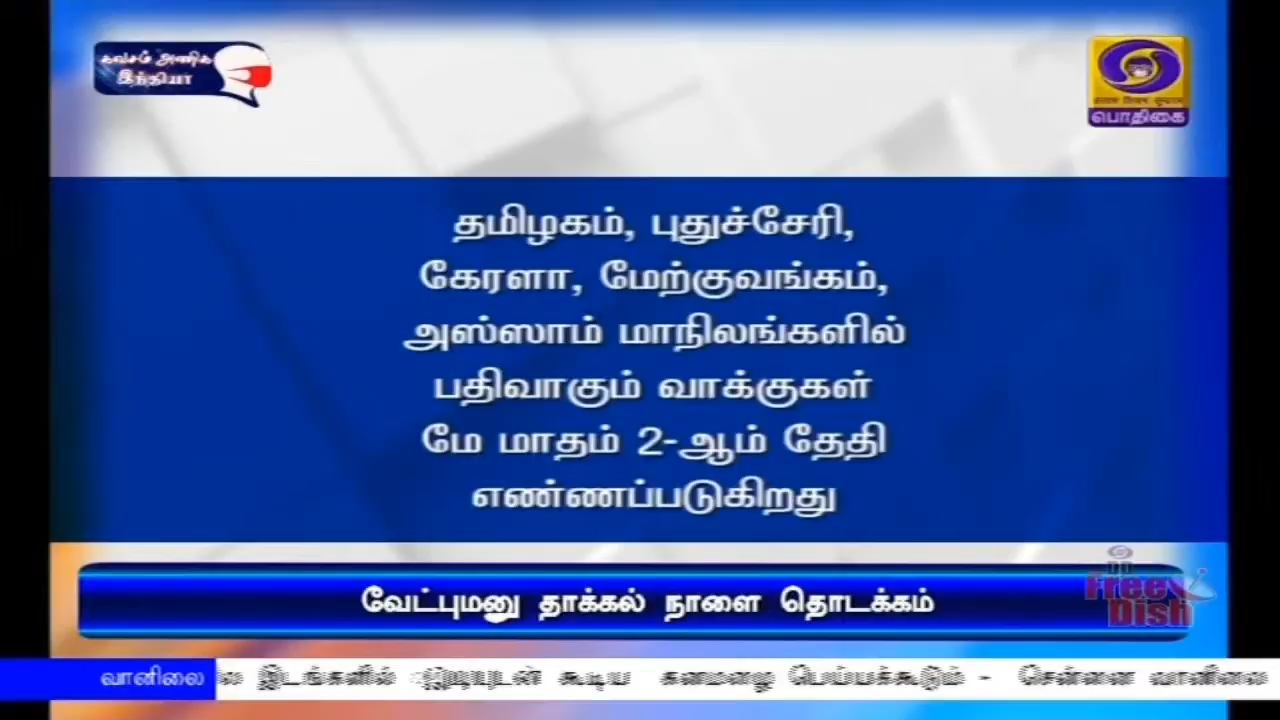 கவசம் அணிக
இந்தியா
பொதிகை
தமிழகம், புதுச்சேரி,
கேரளா, மேற்குவங்கம்,
அஸ்ஸாம் மாநிலங்களில்
பதிவாகும் வாக்குகள்
மே மாதம் 2-ஆம் தேதி
எண்ணப்படுகிறது
DD
Free
Dish
வேட்புமனு தாக்கல் நாளை தொடக்கம்
வானிலை இடங்களில் இடியுடன் கூடிய கனமழை பெய்யக்கூடும் - சென்னை வானிலை